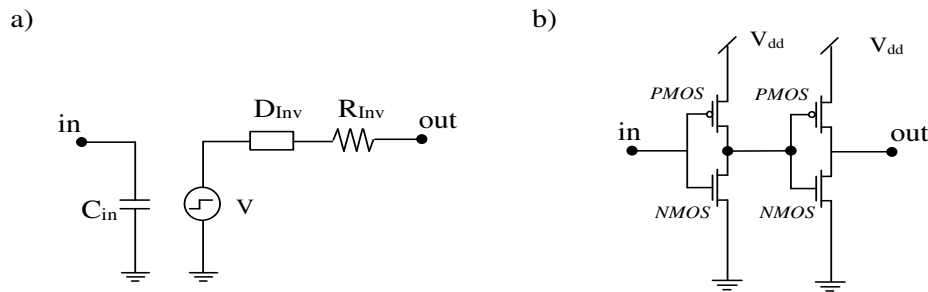 a)
in
C_in
V
D_Inv
R_Inv
out
b)
V_dd
V_dd
PMOS
PMOS
in
out
NMOS
NMOS